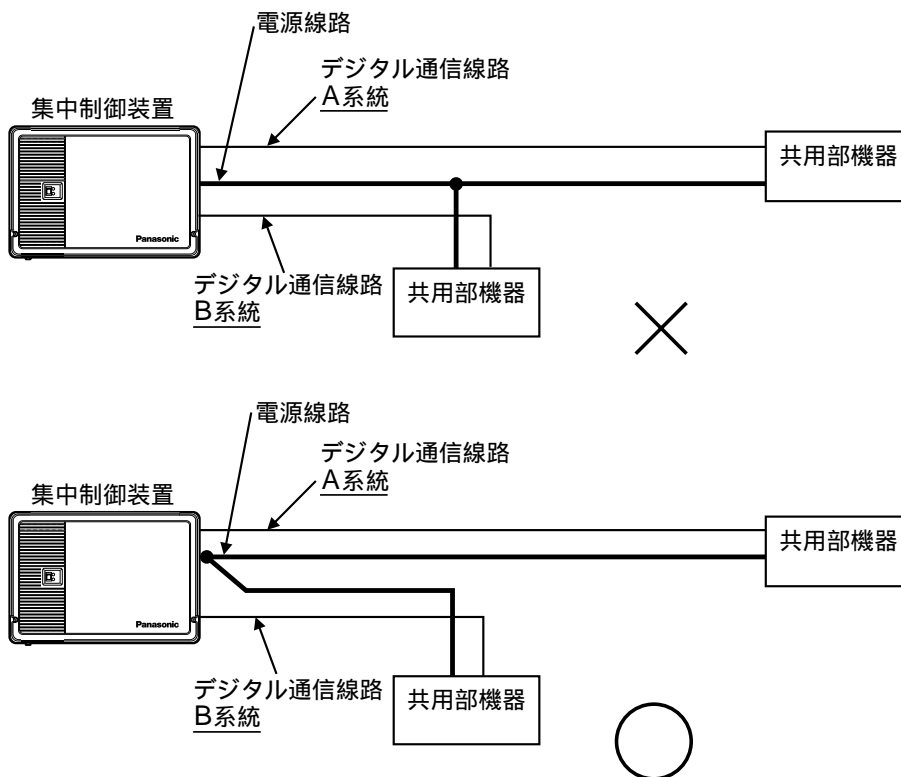 電源線路
デジタル通信線路
A系統
集中制御装置
共用部機器
Panasonic
デジタル通信線路
B系統
共用部機器
電源線路
デジタル通信線路
A系統
集中制御装置
共用部機器
Panasonic
デジタル通信線路
B系統
共用部機器